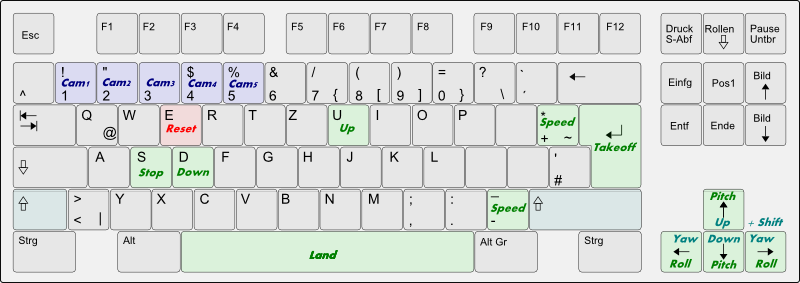 Esc F1 F2 F3 F4 F5 F6 F7 F8 F9 F10 F11 F12 Druck S-Abf Rollen Pause Untbr
^ ! Cam1 1 " Cam2 2 Cam3 3 $ Cam4 4 % Cam5 5 & 6 / 7 { ( 8 [ ) 9 ] = 0 } ? \ ` ´ Einfg Pos1 Bild
Q @ W E Reset R T Z U Up I O P * Speed + ~ Takeoff Entf Ende Bild
A S Stop D Down F G H J K L ' #
> < | Y X C V B N M ; , : . – Speed - Pitch Up + Shift
Strg Alt Land Alt Gr Strg Yaw Roll Down Pitch Yaw Roll